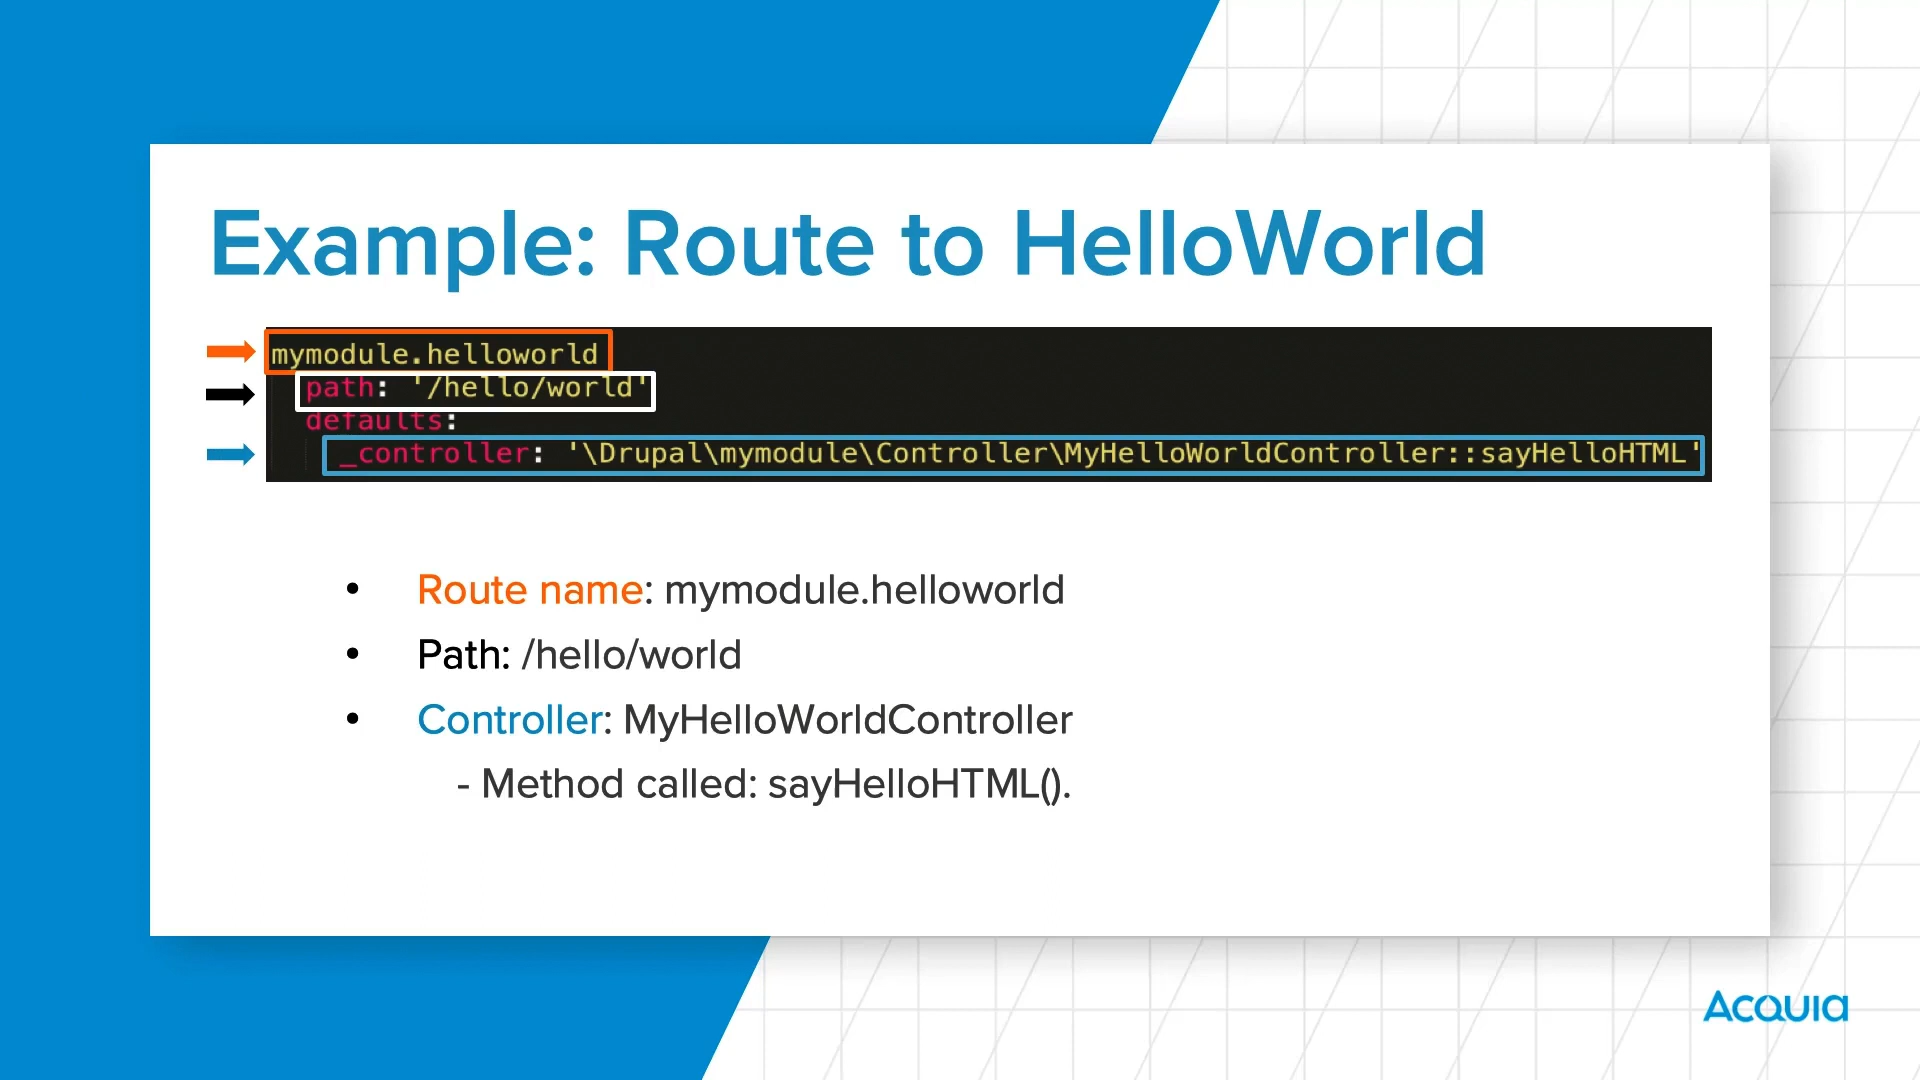 Example: Route to HelloWorld
mymodule.helloworld
path: '/hello/world'
defaults:
_controller: '\Drupal\mymodule\Controller\MyHelloWorldController::sayHelloHTML'
• Route name: mymodule.helloworld
• Path: /hello/world
• Controller: MyHelloWorldController
- Method called: sayHelloHTML().
Acquia